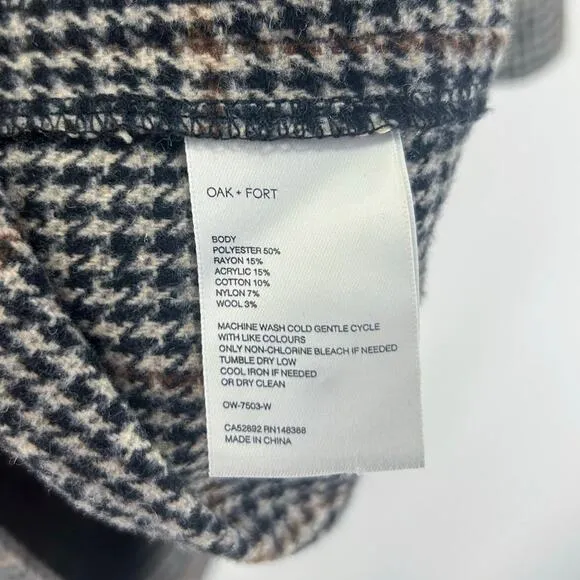 OAK + FORT
BODY
POLYESTER 50%
RAYON 15%
ACRYLIC 15%
COTTON 10%
NYLON 7%
WOOL 3%
MACHINE WASH COLD GENTLE CYCLE
WITH LIKE COLOURS
ONLY NON-CHLORINE BLEACH IF NEEDED
TUMBLE DRY LOW
COOL IRON IF NEEDED
OR DRY CLEAN
OW-7503-W
CA52892 RN148388
MADE IN CHINA